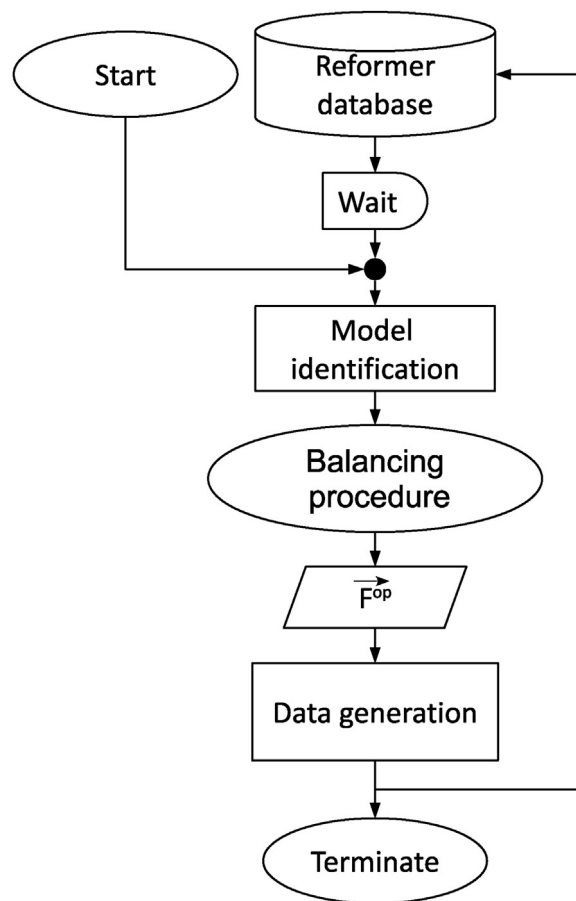 Start
Reformer
database
Wait
Model
identification
Balancing
procedure
F⃗ᵒᵖ
Data generation
Terminate